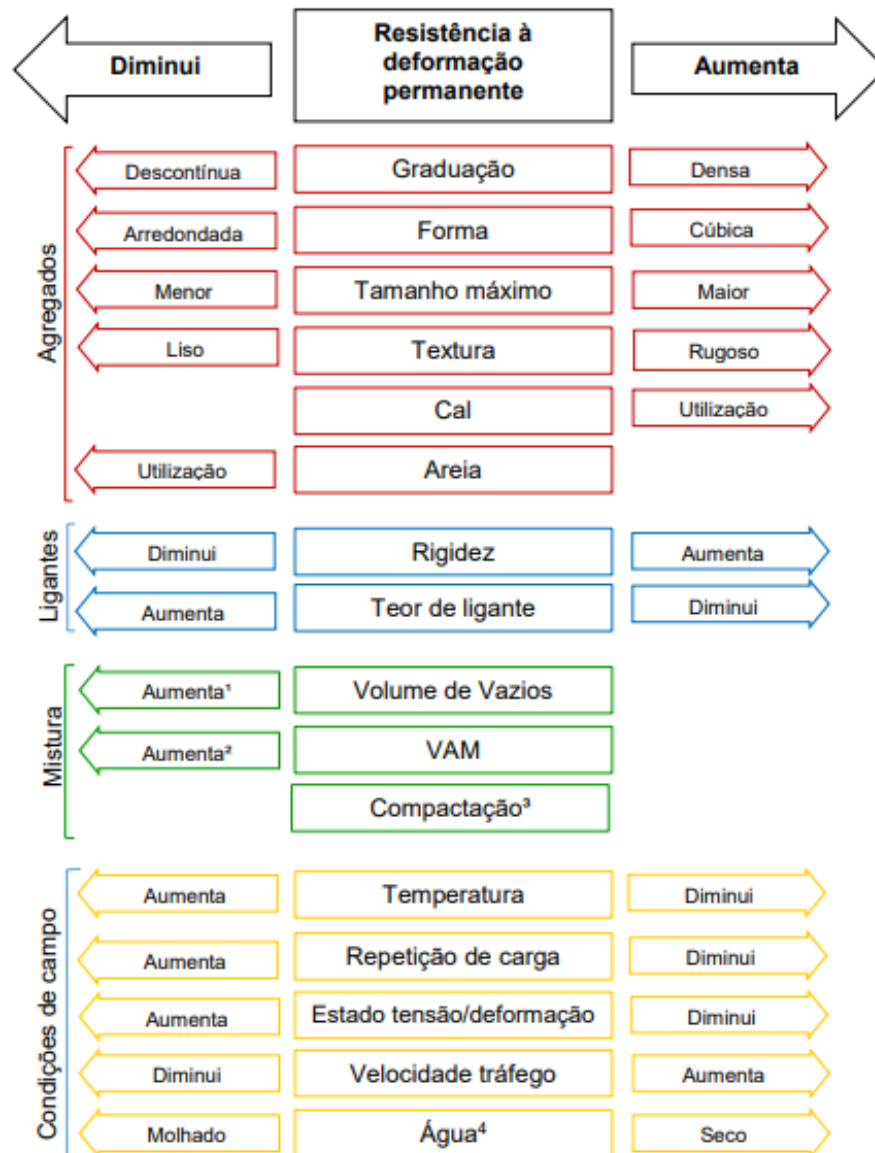 Diminui
Resistência à
deformação
permanente
Aumenta
Agregados
Descontínua
Graduação
Densa
Arredondada
Forma
Cúbica
Menor
Tamanho máximo
Maior
Liso
Textura
Rugoso
Cal
Utilização
Utilização
Areia
Ligantes
Diminui
Rigidez
Aumenta
Aumenta
Teor de ligante
Diminui
Mistura
Aumenta¹
Volume de Vazios
Aumenta²
VAM
Compactação³
Condições de campo
Aumenta
Temperatura
Diminui
Aumenta
Repetição de carga
Diminui
Aumenta
Estado tensão/deformação
Diminui
Diminui
Velocidade tráfego
Aumenta
Molhado
Água⁴
Seco